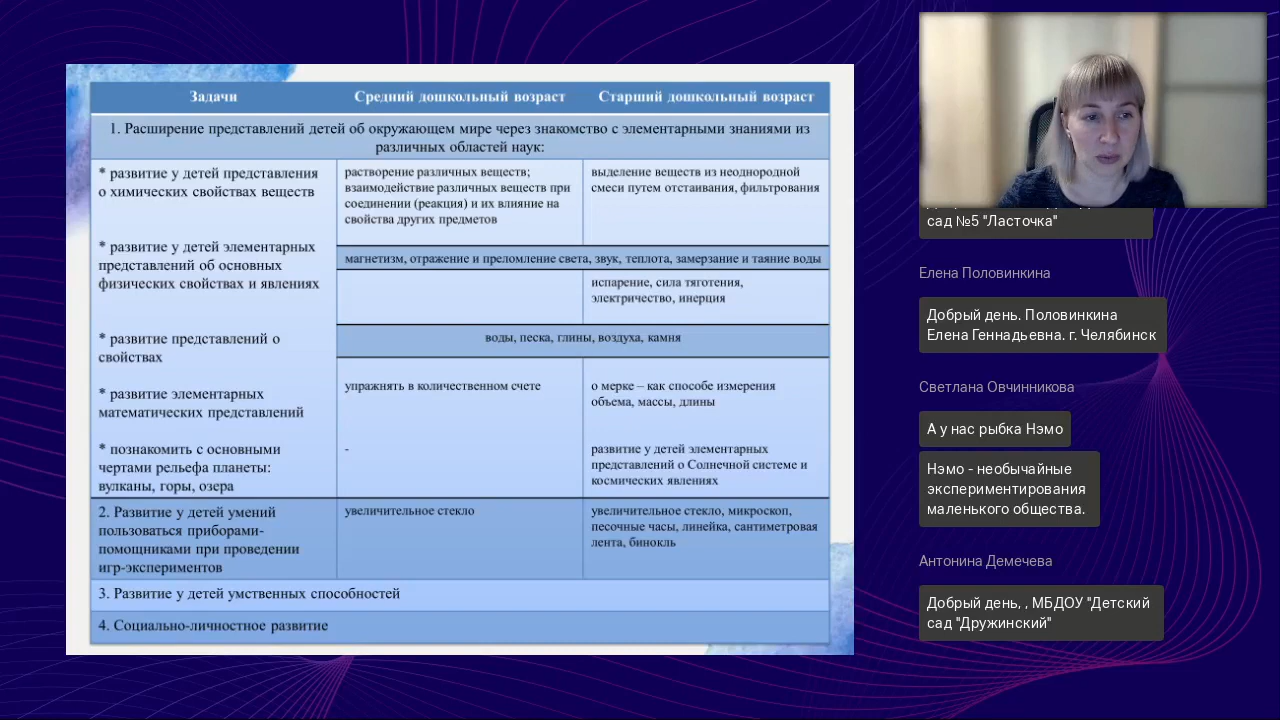 Задачи
Средний дошкольный возраст
Старший дошкольный возраст
1. Расширение представлений детей об окружающем мире через знакомство с элементарными знаниями из
различных областей наук:
* развитие у детей представления
о химических свойствах веществ
растворение различных веществ;
взаимодействие различных веществ при
соединении (реакция) и их влияние на
свойства других предметов
выделение веществ из неоднородной
смеси путем отстаивания, фильтрования
* развитие у детей элементарных
представлений об основных
физических свойствах и явлениях
магнетизм, отражение и преломление света, звук, теплота, замерзание и таяние воды
испарение, сила тяготения,
электричество, инерция
* развитие представлений о
свойствах
воды, песка, глины, воздуха, камня
* развитие элементарных
математических представлений
упражнять в количественном счете
о мерке – как способе измерения
объема, массы, длины
* познакомить с основными
чертами рельефа планеты:
вулканы, горы, озера
-
развитие у детей элементарных
представлений о Солнечной системе и
космических явлениях
2. Развитие у детей умений
пользоваться приборами-
помощниками при проведении
игр-экспериментов
увеличительное стекло
увеличительное стекло, микроскоп,
песочные часы, линейка, сантиметровая
лента, бинокль
3. Развитие у детей умственных способностей
4. Социально-личностное развитие
сад №5 "Ласточка"
Елена Половинкина
Добрый день. Половинкина
Елена Геннадьевна. г. Челябинск
Светлана Овчинникова
А у нас рыбка Нэмо
Нэмо - необычайные
экспериментирования
маленького общества.
Антонина Демечева
Добрый день, , МБДОУ "Детский
сад "Дружинский"